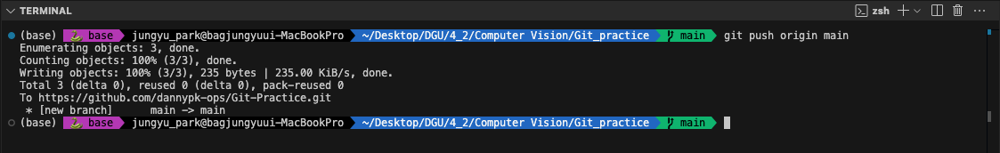 TERMINAL
zsh
(base) base jungyu_park@bagjungyuui-MacBookPro ~/Desktop/DGU/4_2/Computer Vision/Git_practice main git push origin main
Enumerating objects: 3, done.
Counting objects: 100% (3/3), done.
Writing objects: 100% (3/3), 235 bytes | 235.00 KiB/s, done.
Total 3 (delta 0), reused 0 (delta 0), pack-reused 0
To https://github.com/dannypk-ops/Git-Practice.git
* [new branch] main -> main
(base) base jungyu_park@bagjungyuui-MacBookPro ~/Desktop/DGU/4_2/Computer Vision/Git_practice main